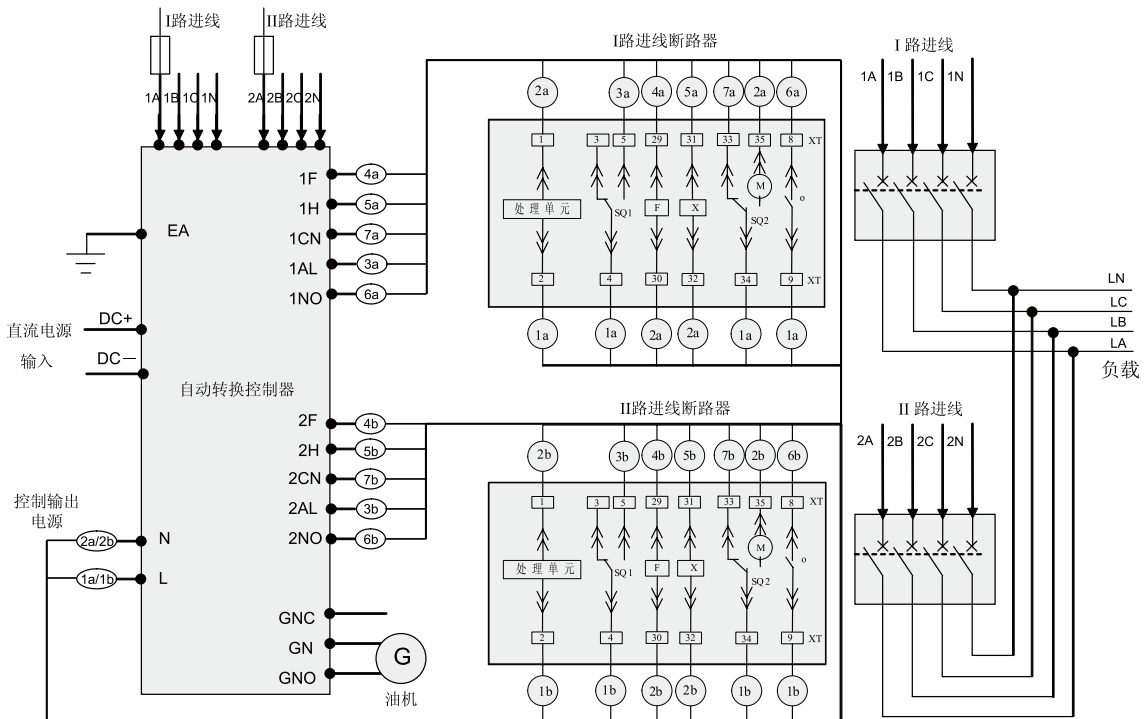 I路进线 II路进线
1A 1B 1C 1N 2A 2B 2C 2N
EA
直流电源
输入
DC+
DC—
自动转换控制器
控制输出
电源
2a/2b N
1a/1b L
1F 4a
1H 5a
1CN 7a
1AL 3a
1NO 6a
2F 4b
2H 5b
2CN 7b
2AL 3b
2NO 6b
GNC
GN
GNO
G
油机
I路进线断路器
2a 3a 4a 5a 7a 2a 6a
1 3 5 29 31 33 35 8 XT
M
处理单元 SQ1 F X SQ2 o
2 4 30 32 34 9 XT
1a 1a 2a 2a 1a 1a
II路进线断路器
2b 3b 4b 5b 7b 2b 6b
1 3 5 29 31 33 35 8 XT
M
处理单元 SQ1 F X SQ2 o
2 4 30 32 34 9 XT
1b 1b 2b 2b 1b 1b
I 路进线
1A 1B 1C 1N
LN
LC
LB
LA
负载
II 路进线
2A 2B 2C 2N